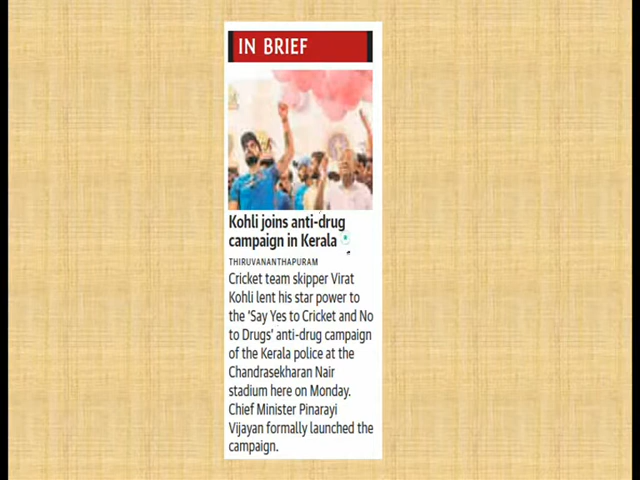 IN BRIEF
Kohli joins anti-drug
campaign in Kerala
THIRUVANANTHAPURAM
Cricket team skipper Virat
Kohli lent his star power to
the ‘Say Yes to Cricket and No
to Drugs’ anti-drug campaign
of the Kerala police at the
Chandrasekharan Nair
stadium here on Monday.
Chief Minister Pinarayi
Vijayan formally launched the
campaign.